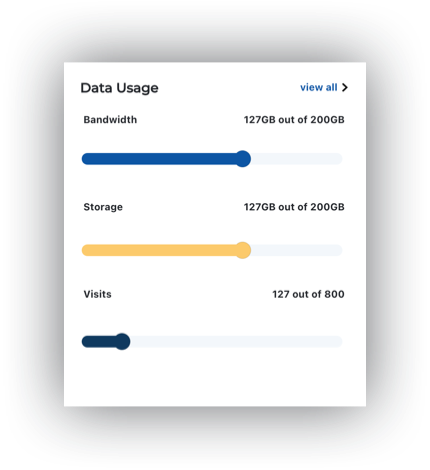 Data Usage view all
Bandwidth 127GB out of 200GB
Storage 127GB out of 200GB
Visits 127 out of 800